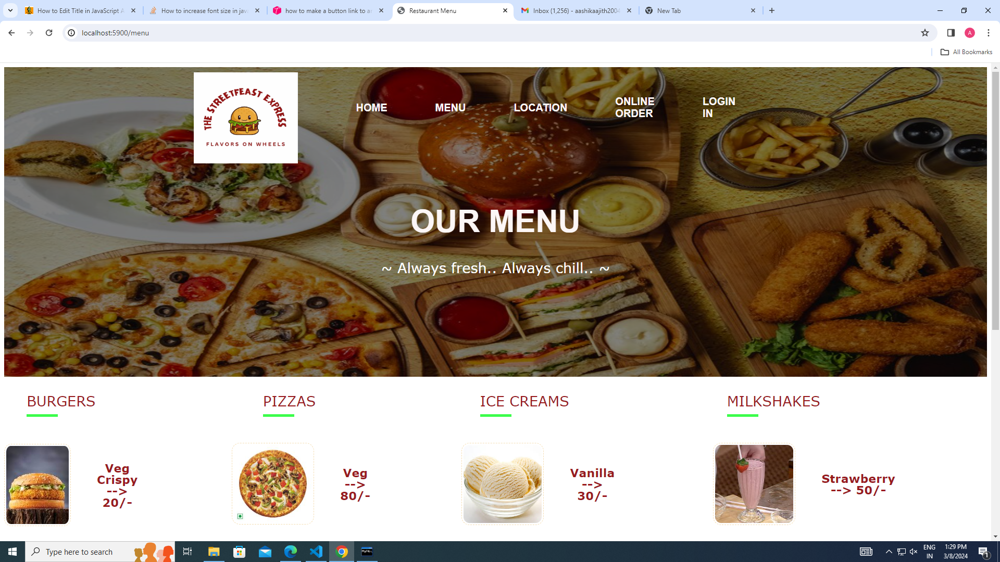 How to Edit Title in JavaScript A
How to increase font size in java
how to make a button link to an
Restaurant Menu
Inbox (1,256) - aashikaajith2004
New Tab
localhost:5900/menu
A
All Bookmarks
THE STREETFEAST EXPRESS
FLAVORS ON WHEELS
HOME
MENU
LOCATION
ONLINE
ORDER
LOGIN
IN
OUR MENU
~ Always fresh.. Always chill.. ~
BURGERS
PIZZAS
ICE CREAMS
MILKSHAKES
Veg
Crispy
-->
20/-
Veg
-->
80/-
Vanilla
-->
30/-
Strawberry
--> 50/-
Type here to search
MySQL
ENG
IN
1:29 PM
3/8/2024
1